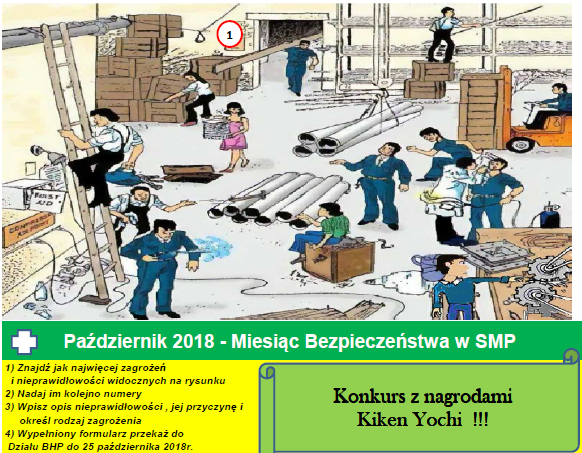 1
FIRST
AID
Październik 2018 - Miesiąc Bezpieczeństwa w SMP
1) Znajdź jak najwięcej zagrożeń
i nieprawidłowości widocznych na rysunku
2) Nadaj im kolejno numery
3) Wpisz opis nieprawidłowości , jej przyczynę i
określ rodzaj zagrożenia
4) Wypełniony formularz przekaż do
Działu BHP do 25 października 2018r.
Konkurs z nagrodami
Kiken Yochi !!!